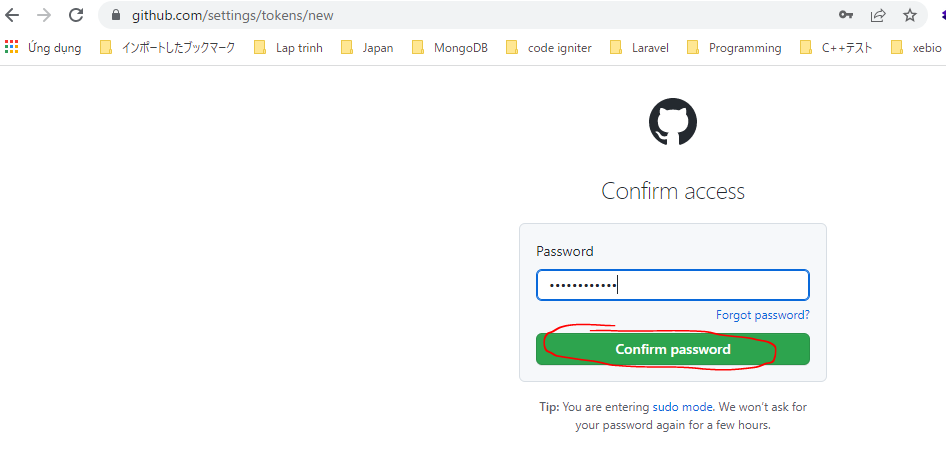 github.com/settings/tokens/new
Ứng dụng インポートしたブックマーク Lap trinh Japan MongoDB code igniter Laravel Programming C++テスト xebio
Confirm access
Password
••••••••••••
Forgot password?
Confirm password
Tip: You are entering sudo mode. We won't ask for
your password again for a few hours.